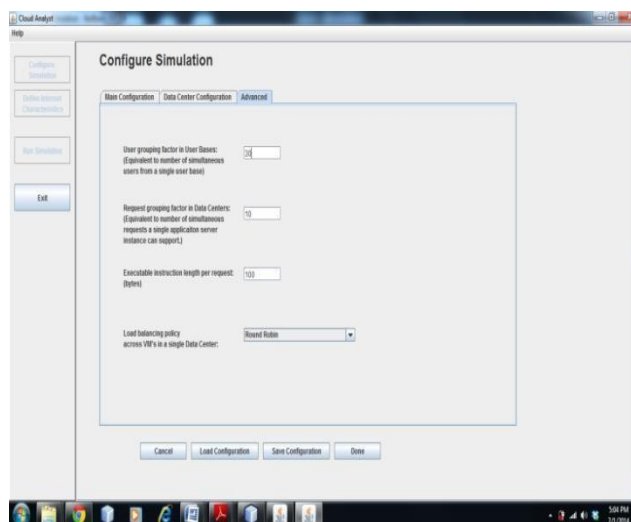 Cloud Analyst
Help
Configure Simulation
Configure
Simulation
Define Internet
Characteristics
Run Simulation
Exit
Main Configuration
Data Center Configuration
Advanced
User grouping factor in User Bases:
(Equivalent to number of simultaneous
users from a single user base)
30
Request grouping factor in Data Centers:
(Equivalent to number of simultaneous
requests a single applicaiton server
instance can support.)
10
Executable instruction length per request:
(bytes)
100
Load balancing policy
across VM's in a single Data Center:
Round Robin
Cancel
Load Configuration
Save Configuration
Done
5:04 PM